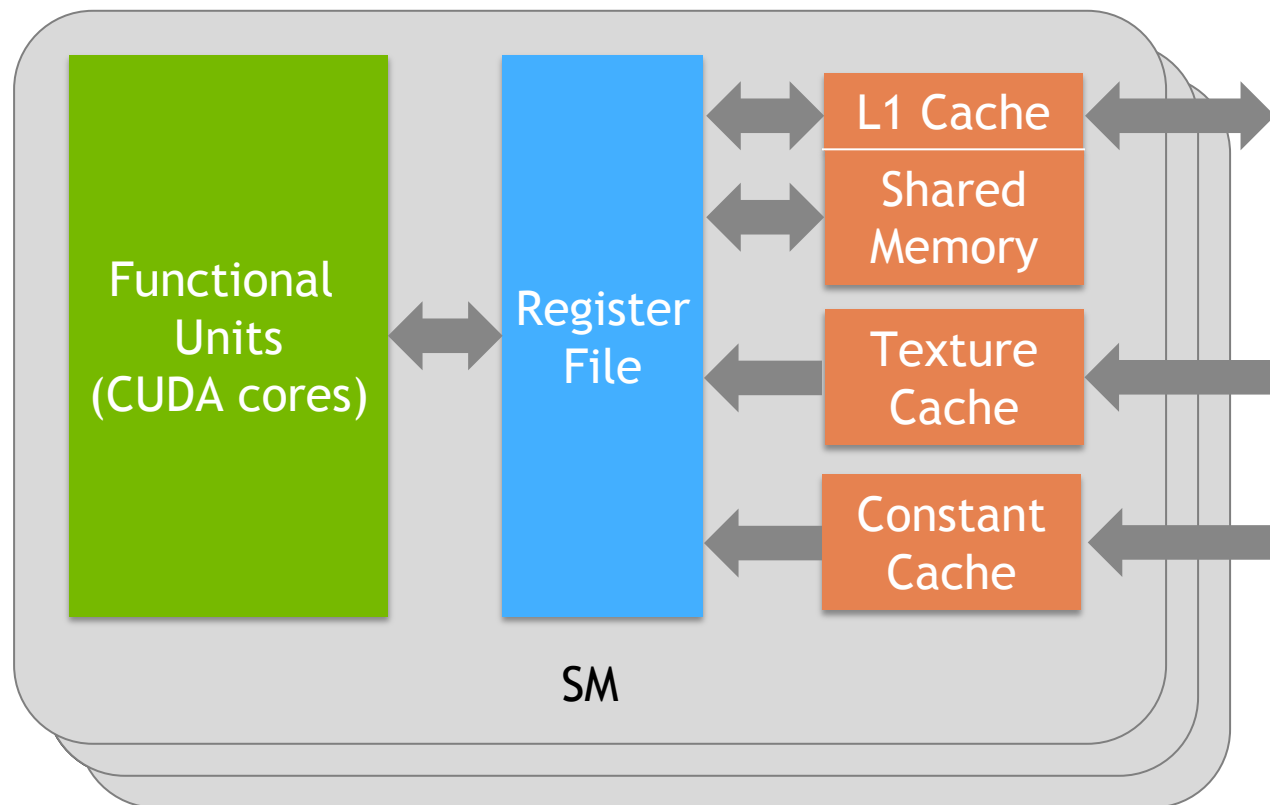 Functional
Units
(CUDA cores)
Register
File
L1 Cache
Shared
Memory
Texture
Cache
Constant
Cache
SM